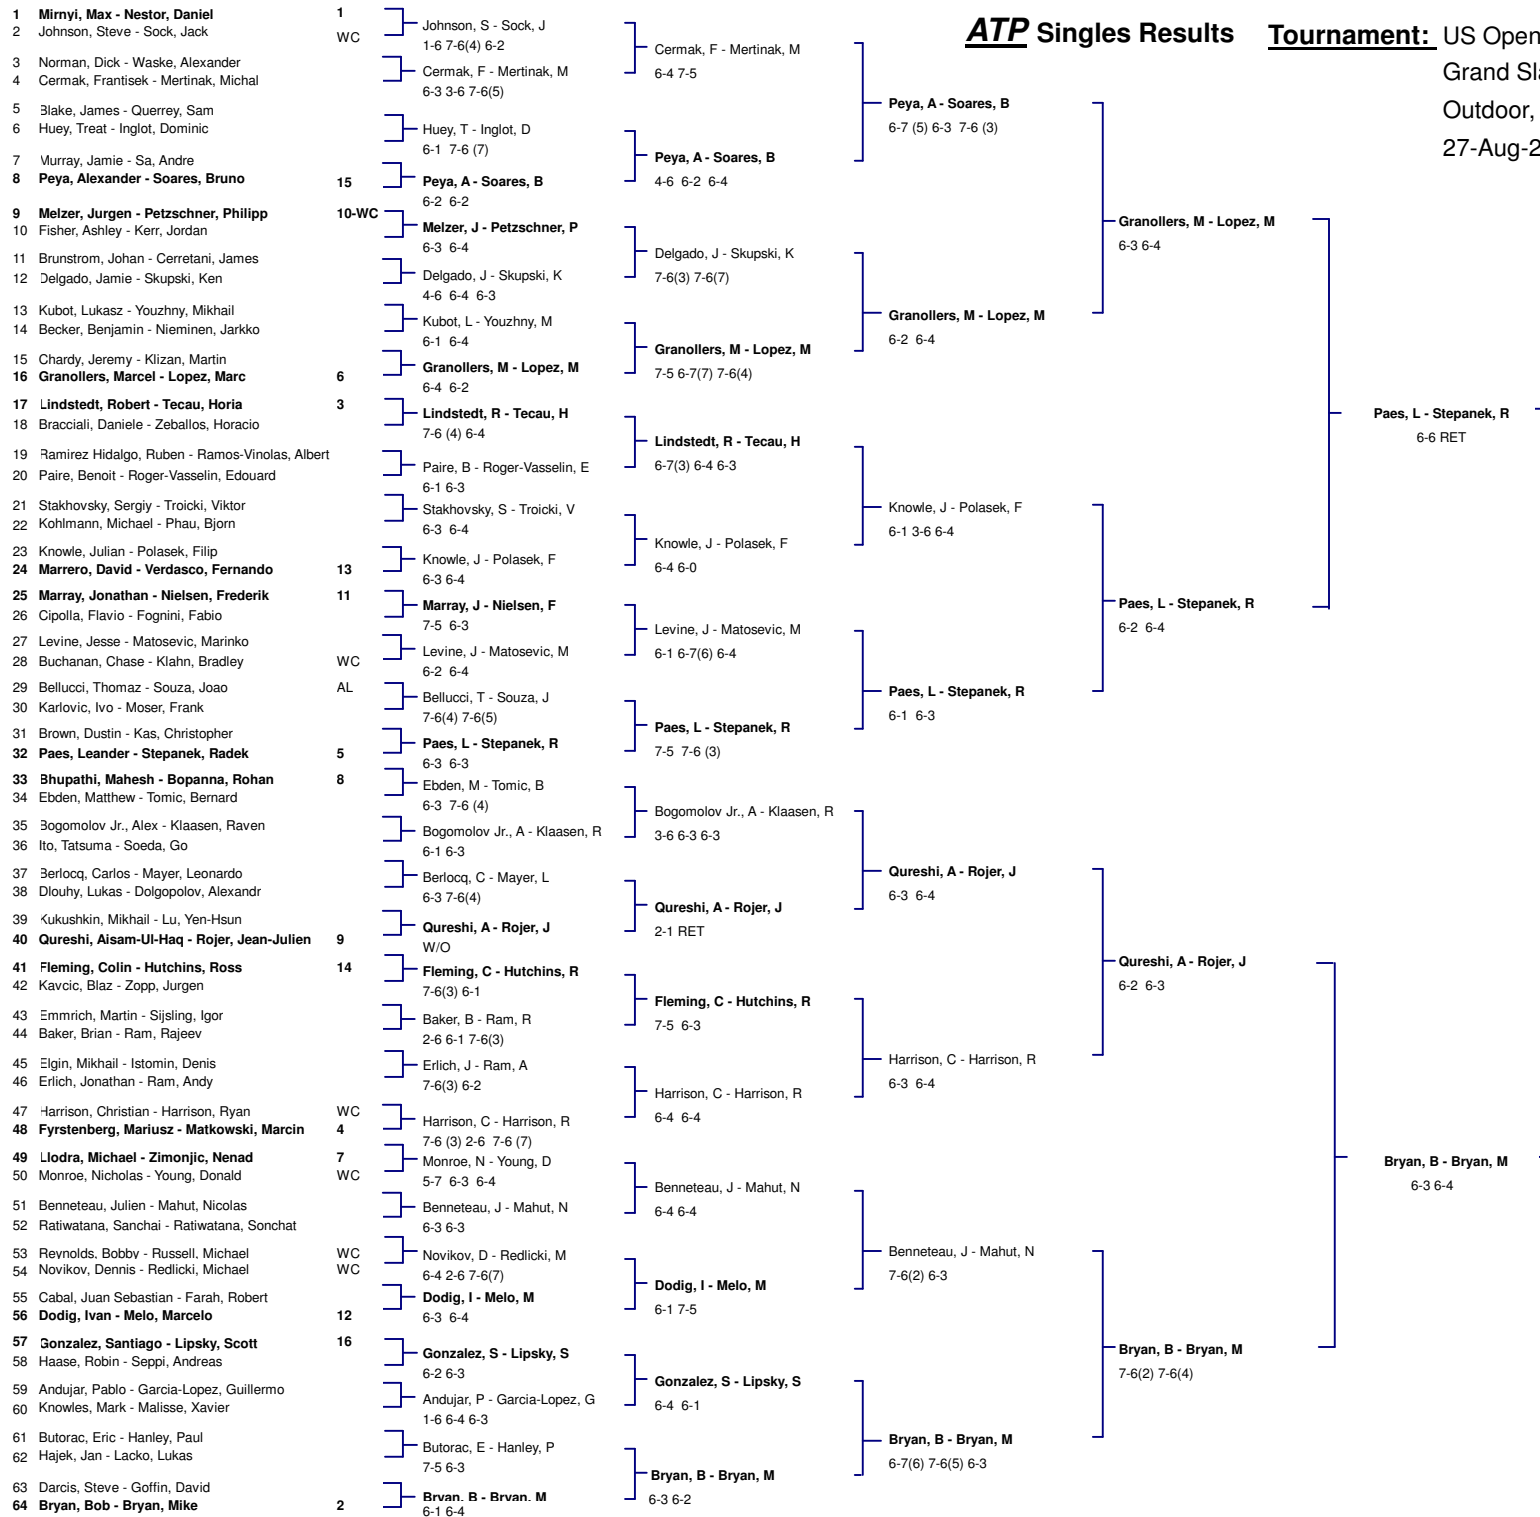 ATP Singles Results Tournament: US Open
Grand Sla
Outdoor,
27-Aug-2
1 Mirnyi, Max - Nestor, Daniel 1
2 Johnson, Steve - Sock, Jack WC
3 Norman, Dick - Waske, Alexander
4 Cermak, Frantisek - Mertinak, Michal
5 Blake, James - Querrey, Sam
6 Huey, Treat - Inglot, Dominic
7 Murray, Jamie - Sa, Andre
8 Peya, Alexander - Soares, Bruno 15
9 Melzer, Jurgen - Petzschner, Philipp 10-WC
10 Fisher, Ashley - Kerr, Jordan
11 Brunstrom, Johan - Cerretani, James
12 Delgado, Jamie - Skupski, Ken
13 Kubot, Lukasz - Youzhny, Mikhail
14 Becker, Benjamin - Nieminen, Jarkko
15 Chardy, Jeremy - Klizan, Martin
16 Granollers, Marcel - Lopez, Marc 6
17 Lindstedt, Robert - Tecau, Horia 3
18 Bracciali, Daniele - Zeballos, Horacio
19 Ramirez Hidalgo, Ruben - Ramos-Vinolas, Albert
20 Paire, Benoit - Roger-Vasselin, Edouard
21 Stakhovsky, Sergiy - Troicki, Viktor
22 Kohlmann, Michael - Phau, Bjorn
23 Knowle, Julian - Polasek, Filip
24 Marrero, David - Verdasco, Fernando 13
25 Marray, Jonathan - Nielsen, Frederik 11
26 Cipolla, Flavio - Fognini, Fabio
27 Levine, Jesse - Matosevic, Marinko
28 Buchanan, Chase - Klahn, Bradley WC
29 Bellucci, Thomaz - Souza, Joao AL
30 Karlovic, Ivo - Moser, Frank
31 Brown, Dustin - Kas, Christopher
32 Paes, Leander - Stepanek, Radek 5
33 Bhupathi, Mahesh - Bopanna, Rohan 8
34 Ebden, Matthew - Tomic, Bernard
35 Bogomolov Jr., Alex - Klaasen, Raven
36 Ito, Tatsuma - Soeda, Go
37 Berlocq, Carlos - Mayer, Leonardo
38 Dlouhy, Lukas - Dolgopolov, Alexandr
39 Kukushkin, Mikhail - Lu, Yen-Hsun
40 Qureshi, Aisam-Ul-Haq - Rojer, Jean-Julien 9
41 Fleming, Colin - Hutchins, Ross 14
42 Kavcic, Blaz - Zopp, Jurgen
43 Emmrich, Martin - Sijsling, Igor
44 Baker, Brian - Ram, Rajeev
45 Elgin, Mikhail - Istomin, Denis
46 Erlich, Jonathan - Ram, Andy
47 Harrison, Christian - Harrison, Ryan WC
48 Fyrstenberg, Mariusz - Matkowski, Marcin 4
49 Llodra, Michael - Zimonjic, Nenad 7
50 Monroe, Nicholas - Young, Donald WC
51 Benneteau, Julien - Mahut, Nicolas
52 Ratiwatana, Sanchai - Ratiwatana, Sonchat
53 Reynolds, Bobby - Russell, Michael WC
54 Novikov, Dennis - Redlicki, Michael WC
55 Cabal, Juan Sebastian - Farah, Robert
56 Dodig, Ivan - Melo, Marcelo 12
57 Gonzalez, Santiago - Lipsky, Scott 16
58 Haase, Robin - Seppi, Andreas
59 Andujar, Pablo - Garcia-Lopez, Guillermo
60 Knowles, Mark - Malisse, Xavier
61 Butorac, Eric - Hanley, Paul
62 Hajek, Jan - Lacko, Lukas
63 Darcis, Steve - Goffin, David
64 Bryan, Bob - Bryan, Mike 2
Johnson, S - Sock, J
1-6 7-6(4) 6-2
Cermak, F - Mertinak, M
6-3 3-6 7-6(5)
Huey, T - Inglot, D
6-1 7-6 (7)
Peya, A - Soares, B
6-2 6-2
Melzer, J - Petzschner, P
6-3 6-4
Delgado, J - Skupski, K
4-6 6-4 6-3
Kubot, L - Youzhny, M
6-1 6-4
Granollers, M - Lopez, M
6-4 6-2
Lindstedt, R - Tecau, H
7-6 (4) 6-4
Paire, B - Roger-Vasselin, E
6-1 6-3
Stakhovsky, S - Troicki, V
6-3 6-4
Knowle, J - Polasek, F
6-3 6-4
Marray, J - Nielsen, F
7-5 6-3
Levine, J - Matosevic, M
6-2 6-4
Bellucci, T - Souza, J
7-6(4) 7-6(5)
Paes, L - Stepanek, R
6-3 6-3
Ebden, M - Tomic, B
6-3 7-6 (4)
Bogomolov Jr., A - Klaasen, R
6-1 6-3
Berlocq, C - Mayer, L
6-3 7-6(4)
Qureshi, A - Rojer, J
W/O
Fleming, C - Hutchins, R
7-6(3) 6-1
Baker, B - Ram, R
2-6 6-1 7-6(3)
Erlich, J - Ram, A
7-6(3) 6-2
Harrison, C - Harrison, R
7-6 (3) 2-6 7-6 (7)
Monroe, N - Young, D
5-7 6-3 6-4
Benneteau, J - Mahut, N
6-3 6-3
Novikov, D - Redlicki, M
6-4 2-6 7-6(7)
Dodig, I - Melo, M
6-3 6-4
Gonzalez, S - Lipsky, S
6-2 6-3
Andujar, P - Garcia-Lopez, G
1-6 6-4 6-3
Butorac, E - Hanley, P
7-5 6-3
Bryan, B - Bryan, M
6-1 6-4
Cermak, F - Mertinak, M
6-4 7-5
Peya, A - Soares, B
4-6 6-2 6-4
Delgado, J - Skupski, K
7-6(3) 7-6(7)
Granollers, M - Lopez, M
7-5 6-7(7) 7-6(4)
Lindstedt, R - Tecau, H
6-7(3) 6-4 6-3
Knowle, J - Polasek, F
6-4 6-0
Levine, J - Matosevic, M
6-1 6-7(6) 6-4
Paes, L - Stepanek, R
7-5 7-6 (3)
Bogomolov Jr., A - Klaasen, R
3-6 6-3 6-3
Qureshi, A - Rojer, J
2-1 RET
Fleming, C - Hutchins, R
7-5 6-3
Harrison, C - Harrison, R
6-4 6-4
Benneteau, J - Mahut, N
6-4 6-4
Dodig, I - Melo, M
6-1 7-5
Gonzalez, S - Lipsky, S
6-4 6-1
Bryan, B - Bryan, M
6-3 6-2
Peya, A - Soares, B
6-7 (5) 6-3 7-6 (3)
Granollers, M - Lopez, M
6-2 6-4
Knowle, J - Polasek, F
6-1 3-6 6-4
Paes, L - Stepanek, R
6-1 6-3
Qureshi, A - Rojer, J
6-3 6-4
Harrison, C - Harrison, R
6-3 6-4
Benneteau, J - Mahut, N
7-6(2) 6-3
Bryan, B - Bryan, M
6-7(6) 7-6(5) 6-3
Granollers, M - Lopez, M
6-3 6-4
Paes, L - Stepanek, R
6-2 6-4
Qureshi, A - Rojer, J
6-2 6-3
Bryan, B - Bryan, M
7-6(2) 7-6(4)
Paes, L - Stepanek, R
6-6 RET
Bryan, B - Bryan, M
6-3 6-4